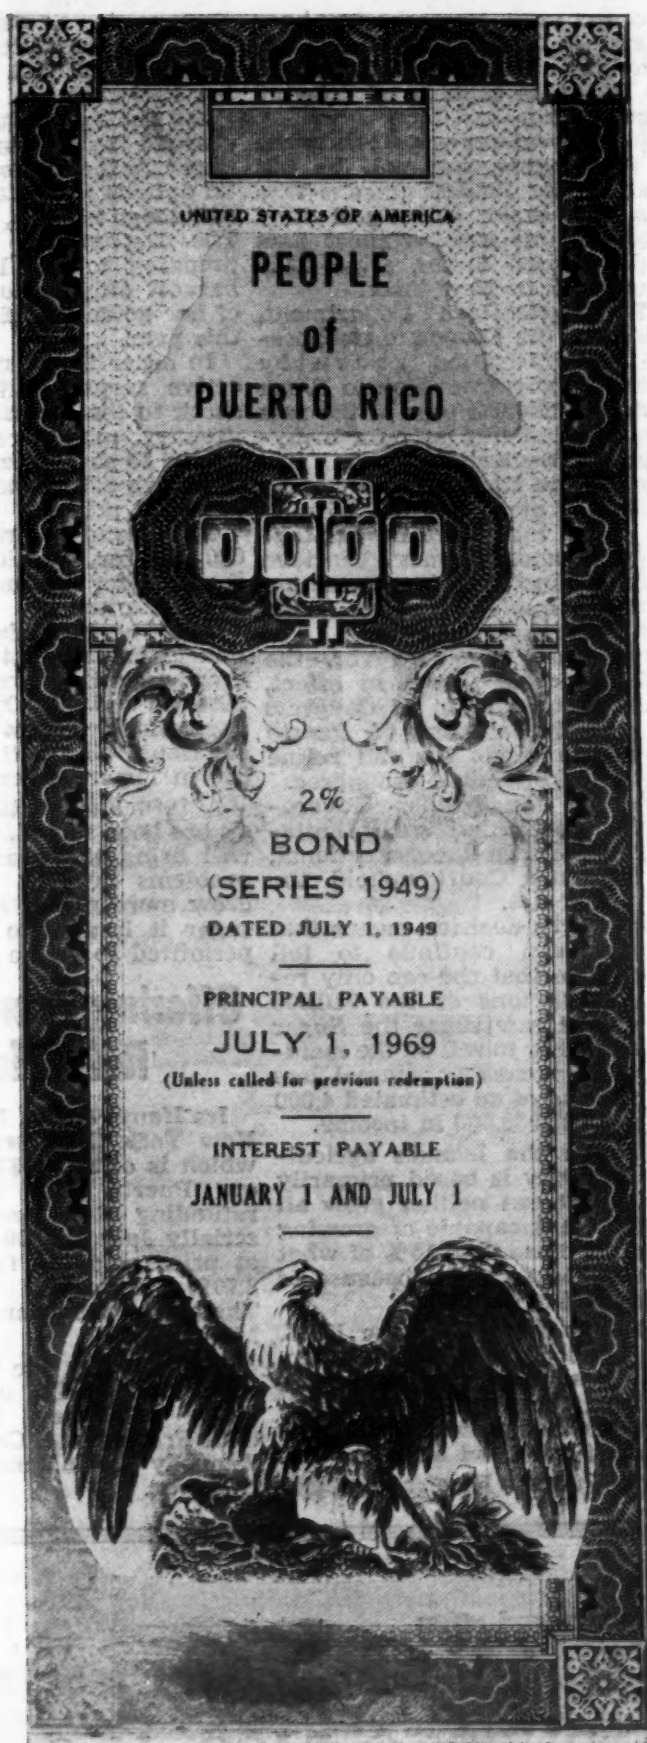 NUMBER
UNITED STATES OF AMERICA
PEOPLE
of
PUERTO RICO
0000
2%
BOND
(SERIES 1949)
DATED JULY 1, 1949
PRINCIPAL PAYABLE
JULY 1, 1969
(Unless called for previous redemption)
INTEREST PAYABLE
JANUARY 1 AND JULY 1